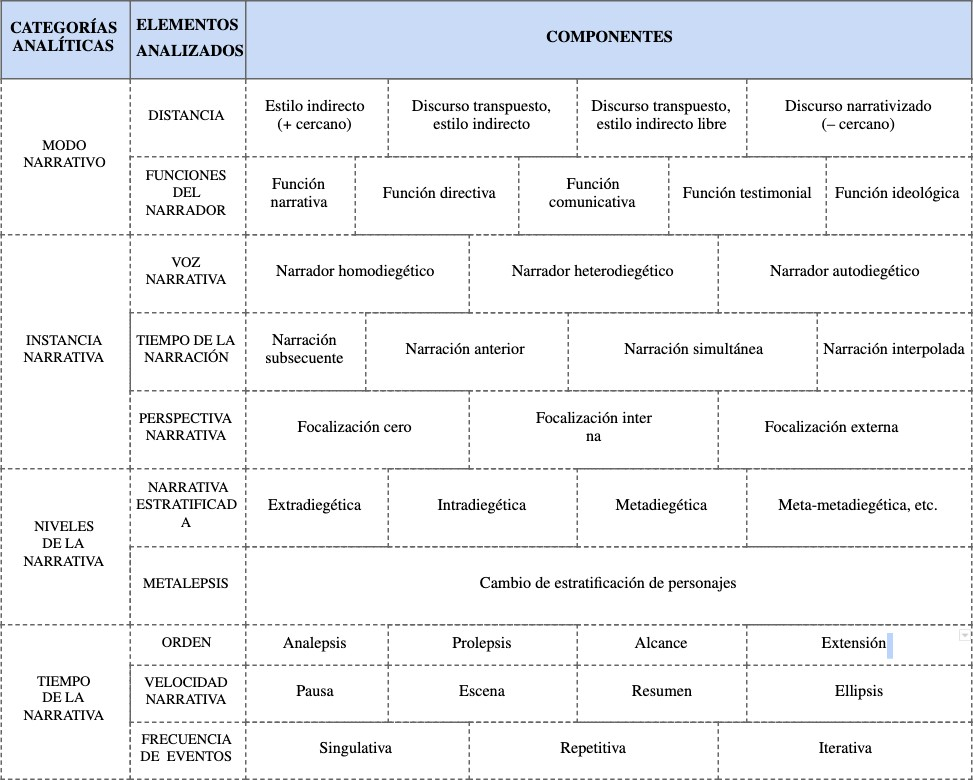 CATEGORÍAS
ANALÍTICAS
ELEMENTOS
ANALIZADOS
COMPONENTES
MODO
NARRATIVO
DISTANCIA
Estilo indirecto
(+ cercano)
Discurso transpuesto,
estilo indirecto
Discurso transpuesto,
estilo indirecto libre
Discurso narrativizado
(– cercano)
FUNCIONES
DEL
NARRADOR
Función
narrativa
Función directiva
Función
comunicativa
Función testimonial
Función ideológica
INSTANCIA
NARRATIVA
VOZ
NARRATIVA
Narrador homodiegético
Narrador heterodiegético
Narrador autodiegético
TIEMPO DE LA
NARRACIÓN
Narración
subsecuente
Narración anterior
Narración simultánea
Narración interpolada
PERSPECTIVA
NARRATIVA
Focalización cero
Focalización inter
na
Focalización externa
NIVELES
DE LA
NARRATIVA
NARRATIVA
ESTRATIFICAD
A
Extradiegética
Intradiegética
Metadiegética
Meta-metadiegética, etc.
METALEPSIS
Cambio de estratificación de personajes
TIEMPO
DE LA
NARRATIVA
ORDEN
Analepsis
Prolepsis
Alcance
Extensión
VELOCIDAD
NARRATIVA
Pausa
Escena
Resumen
Ellipsis
FRECUENCIA
DE EVENTOS
Singulativa
Repetitiva
Iterativa